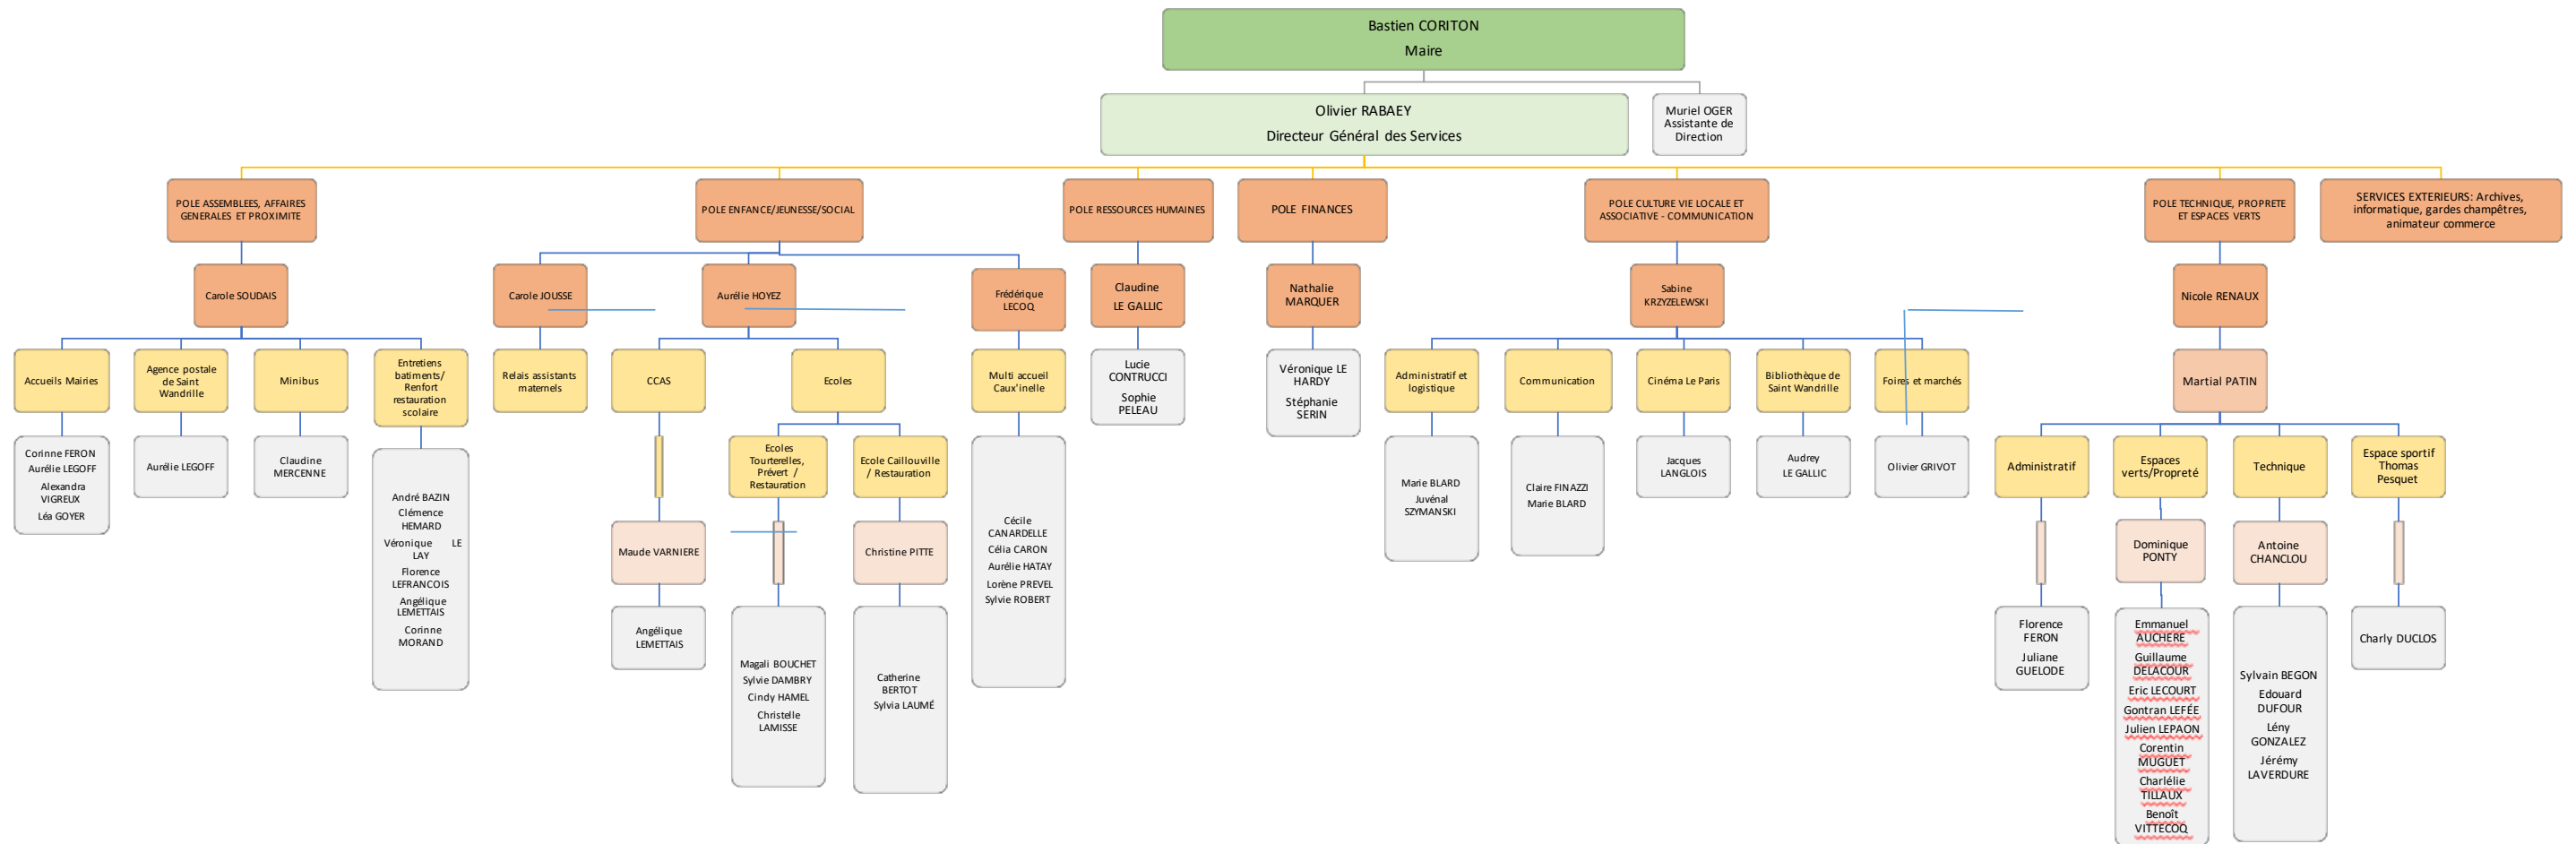 Bastien CORITON
Maire
Olivier RABAEY
Directeur Général des Services
Muriel OGER
Assistante de
Direction
POLE ASSEMBLEES, AFFAIRES
GENERALES ET PROXIMITE
POLE ENFANCE/JEUNESSE/SOCIAL
POLE RESSOURCES HUMAINES
POLE FINANCES
POLE CULTURE VIE LOCALE ET
ASSOCIATIVE - COMMUNICATION
POLE TECHNIQUE, PROPRETE
ET ESPACES VERTS
SERVICES EXTERIEURS: Archives,
informatique, gardes champêtres,
animateur commerce
Carole SOUDAIS
Carole JOUSSE
Aurélie HOYEZ
Frédérique
LECOQ
Claudine
LE GALLIC
Nathalie
MARQUER
Sabine
KRZYZELEWSKI
Nicole RENAUX
Accueils Mairies
Agence postale
de Saint
Wandrille
Minibus
Entretiens
batiments/
Renfort
restauration
scolaire
Relais assistants
maternels
CCAS
Ecoles
Multi accueil
Caux'inelle
Lucie
CONTRUCCI
Sophie
PELEAU
Véronique LE
HARDY
Stéphanie
SERIN
Administratif et
logistique
Communication
Cinéma Le Paris
Bibliothèque de
Saint Wandrille
Foires et marchés
Martial PATIN
Corinne FERON
Aurélie LEGOFF
Alexandra
VIGREUX
Léa GOYER
Aurélie LEGOFF
Claudine
MERCENNE
André BAZIN
Clémence
HEMARD
Véronique LE
LAY
Florence
LEFRANCOIS
Angélique
LEMETTAIS
Corinne
MORAND
Ecoles
Tourterelles,
Prévert /
Restauration
Ecole Caillouville
/ Restauration
Cécile
CANARDELLE
Célia CARON
Aurélie HATAY
Lorène PREVEL
Sylvie ROBERT
Marie BLARD
Juvénal
SZYMANSKI
Claire FINAZZI
Marie BLARD
Jacques
LANGLOIS
Audrey
LE GALLIC
Olivier GRIVOT
Administratif
Espaces
verts/Propreté
Technique
Espace sportif
Thomas
Pesquet
Maude VARNIERE
Christine PITTE
Dominique
PONTY
Antoine
CHANCLOU
Angélique
LEMETTAIS
Magali BOUCHET
Sylvie DAMBRY
Cindy HAMEL
Christelle
LAMISSE
Catherine
BERTOT
Sylvia LAUMÉ
Florence
FERON
Juliane
GUELODE
Emmanuel
AUCHERE
Guillaume
DELACOUR
Eric LECOURT
Gontran LEFÉE
Julien LEPAON
Corentin
MUGUET
Charlélie
TILLAUX
Benoît
VITTECOQ
Sylvain BEGON
Edouard
DUFOUR
Lény
GONZALEZ
Jérémy
LAVERDURE
Charly DUCLOS